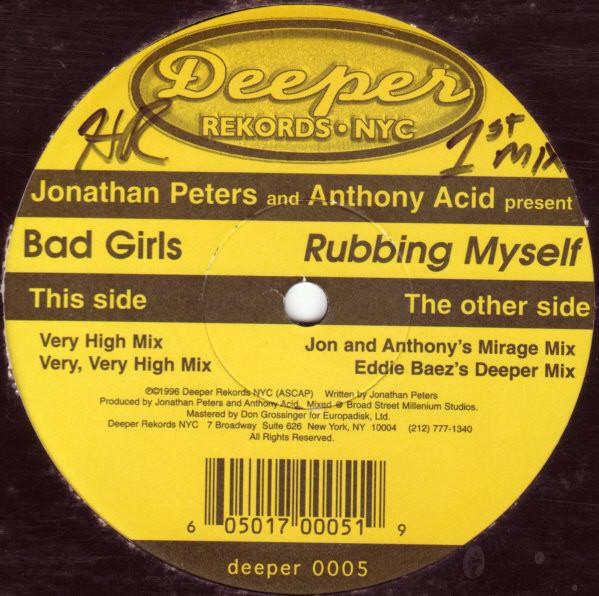 Deeper
REKORDS • NYC
HR
1ST MIX
Jonathan Peters and Anthony Acid present
Bad Girls Rubbing Myself
This side The other side
Very High Mix Jon and Anthony's Mirage Mix
Very, Very High Mix Eddie Baez's Deeper Mix
℗©1996 Deeper Rekords NYC (ASCAP) Written by Jonathan Peters
Produced by Jonathan Peters and Anthony Acid. Mixed @ Broad Street Millenium Studios.
Mastered by Don Grossinger for Europadisk, Ltd.
Deeper Rekords NYC 7 Broadway Suite 626 New York, NY 10004 (212) 777-1340
All Rights Reserved.
6 05017 00051 9
deeper 0005